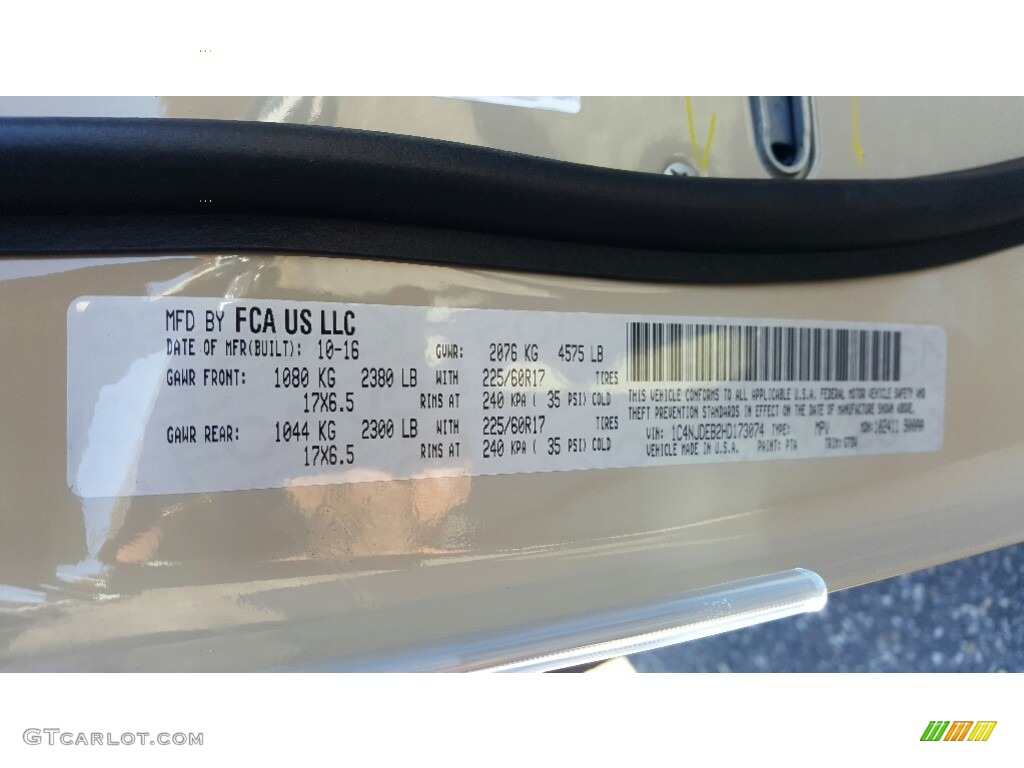 MFD BY FCA US LLC
DATE OF MFR(BUILT): 10-16 GVWR: 2076 KG 4575 LB
GAWR FRONT: 1080 KG 2380 LB WITH 225/60R17 TIRES
17X6.5 RIMS AT 240 KPA ( 35 PSI) COLD
GAWR REAR: 1044 KG 2300 LB WITH 225/60R17 TIRES
17X6.5 RIMS AT 240 KPA ( 35 PSI) COLD
THIS VEHICLE CONFORMS TO ALL APPLICABLE U.S.A. FEDERAL MOTOR VEHICLE SAFETY AND
THEFT PREVENTION STANDARDS IN EFFECT ON THE DATE OF MANUFACTURE SHOWN ABOVE.
VIN: 1C4NJDEB2HD173074 TYPE: MPV MDH: 102411
VEHICLE MADE IN U.S.A. PAINT: PTA TRIM:
GTCARLOT.COM